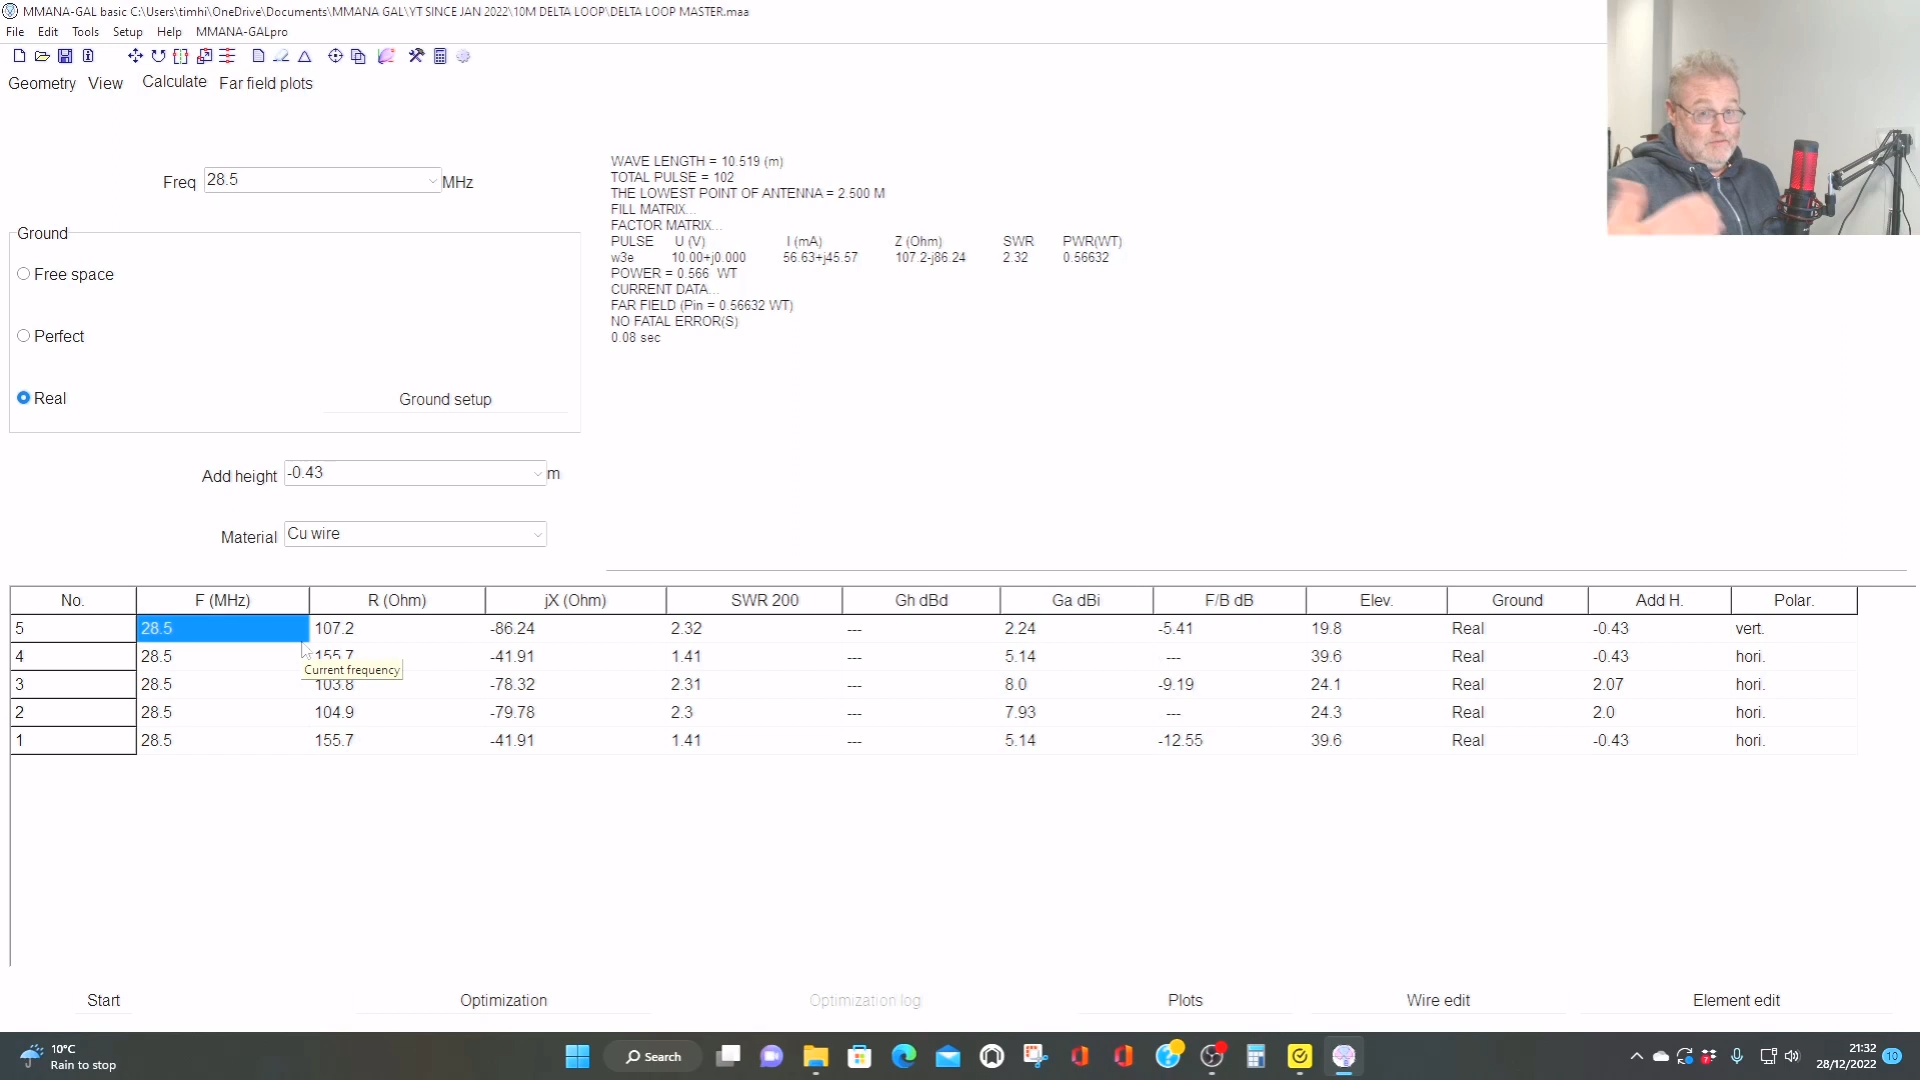 MMANA-GAL basic C:\Users\timhi\OneDrive\Documents\MMANA GAL\YT SINCE JAN 2022\10M DELTA LOOP\DELTA LOOP MASTER.maa
File Edit Tools Setup Help MMANA-GALpro
Geometry View Calculate Far field plots
Freq 28.5 MHz
Ground
Free space
Perfect
Real Ground setup
Add height -0.43 m
Material Cu wire
WAVE LENGTH = 10.519 (m)
TOTAL PULSE = 102
THE LOWEST POINT OF ANTENNA = 2.500 M
FILL MATRIX...
FACTOR MATRIX...
PULSE U (V) I (mA) Z (Ohm) SWR PWR(WT)
w3e 10.00+j0.000 56.63+j45.57 107.2-j86.24 2.32 0.56632
POWER = 0.566 WT
CURRENT DATA...
FAR FIELD (Pin = 0.56632 WT)
NO FATAL ERROR(S)
0.08 sec
No. F (MHz) R (Ohm) jX (Ohm) SWR 200 Gh dBd Ga dBi F/B dB Elev. Ground Add H. Polar.
5 28.5 107.2 -86.24 2.32 --- 2.24 -5.41 19.8 Real -0.43 vert.
4 28.5 155.7 -41.91 1.41 --- 5.14 --- 39.6 Real -0.43 hori.
Current frequency
3 28.5 103.8 -78.32 2.31 --- 8.0 -9.19 24.1 Real 2.07 hori.
2 28.5 104.9 -79.78 2.3 --- 7.93 --- 24.3 Real 2.0 hori.
1 28.5 155.7 -41.91 1.41 --- 5.14 -12.55 39.6 Real -0.43 hori.
Start Optimization Optimization log Plots Wire edit Element edit
10°C
Rain to stop
Search
21:32
28/12/2022
10